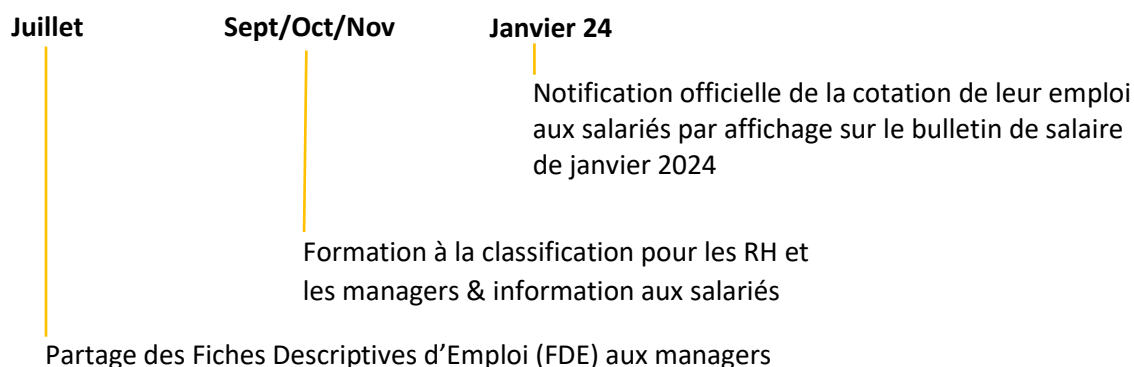 Juillet Sept/Oct/Nov Janvier 24
Notification officielle de la cotation de leur emploi
aux salariés par affichage sur le bulletin de salaire
de janvier 2024
Formation à la classification pour les RH et
les managers & information aux salariés
Partage des Fiches Descriptives d’Emploi (FDE) aux managers